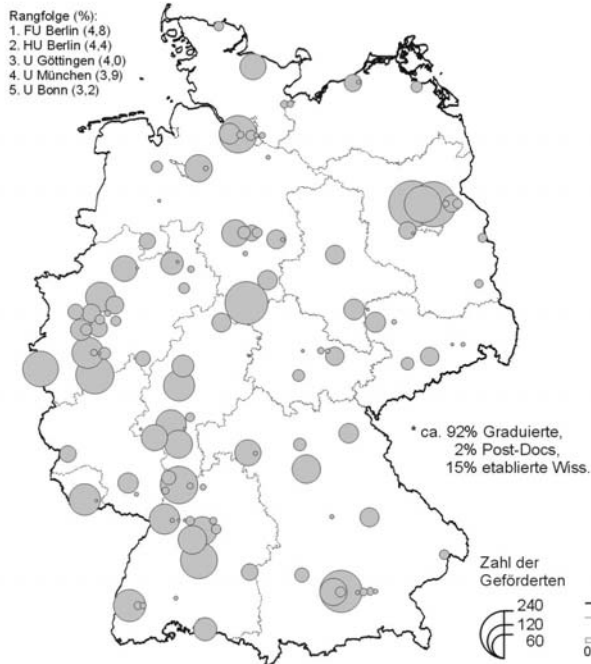 Rangfolge (%):
1. FU Berlin (4,8)
2. HU Berlin (4,4)
3. U Göttingen (4,0)
4. U München (3,9)
5. U Bonn (3,2)
* ca. 92% Graduierte,
2% Post-Docs,
15% etablierte Wiss.
Zahl der
Geförderten
240
120
60
0